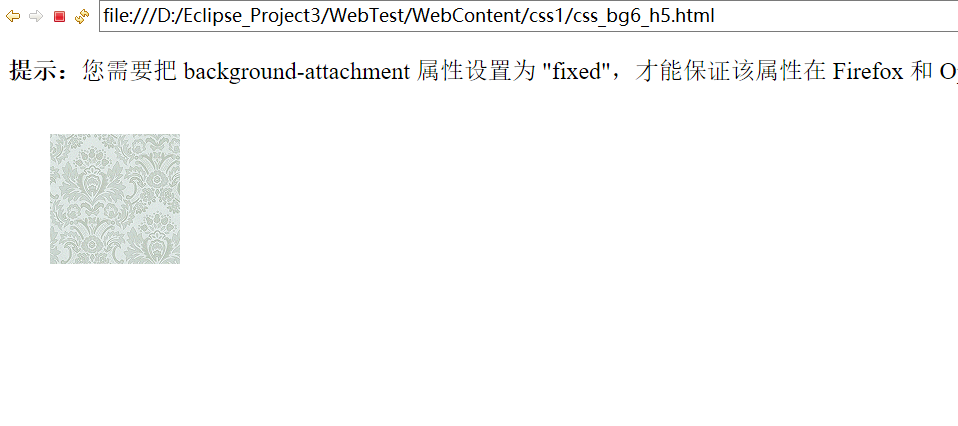 file:///D:/Eclipse_Project3/WebTest/WebContent/css1/css_bg6_h5.html
提示：您需要把 background-attachment 属性设置为 "fixed"，才能保证该属性在 Firefox 和